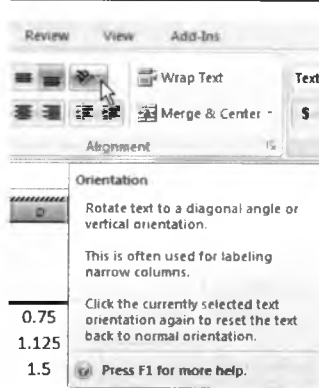 Review View Add-Ins
Wrap Text Text
Merge & Center $
Alignment
Orientation
D
Rotate text to a diagonal angle or
vertical orientation.
This is often used for labeling
narrow columns.
Click the currently selected text
0.75 orientation again to reset the text
1.125 back to normal orientation.
1.5 Press F1 for more help.